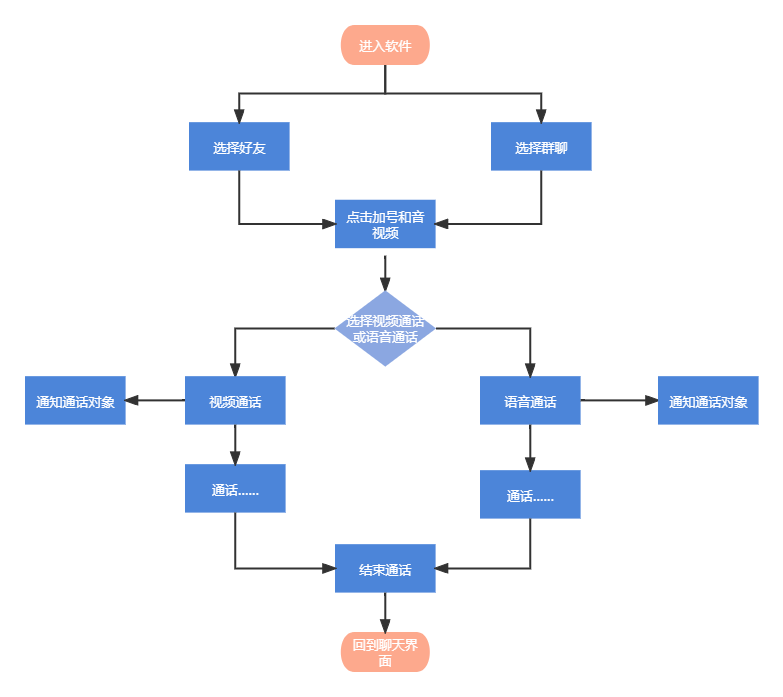 进入软件
选择好友
选择群聊
点击加号和音
视频
选择视频通话
或语音通话
通知通话对象
视频通话
语音通话
通知通话对象
通话......
通话......
结束通话
回到聊天界
面